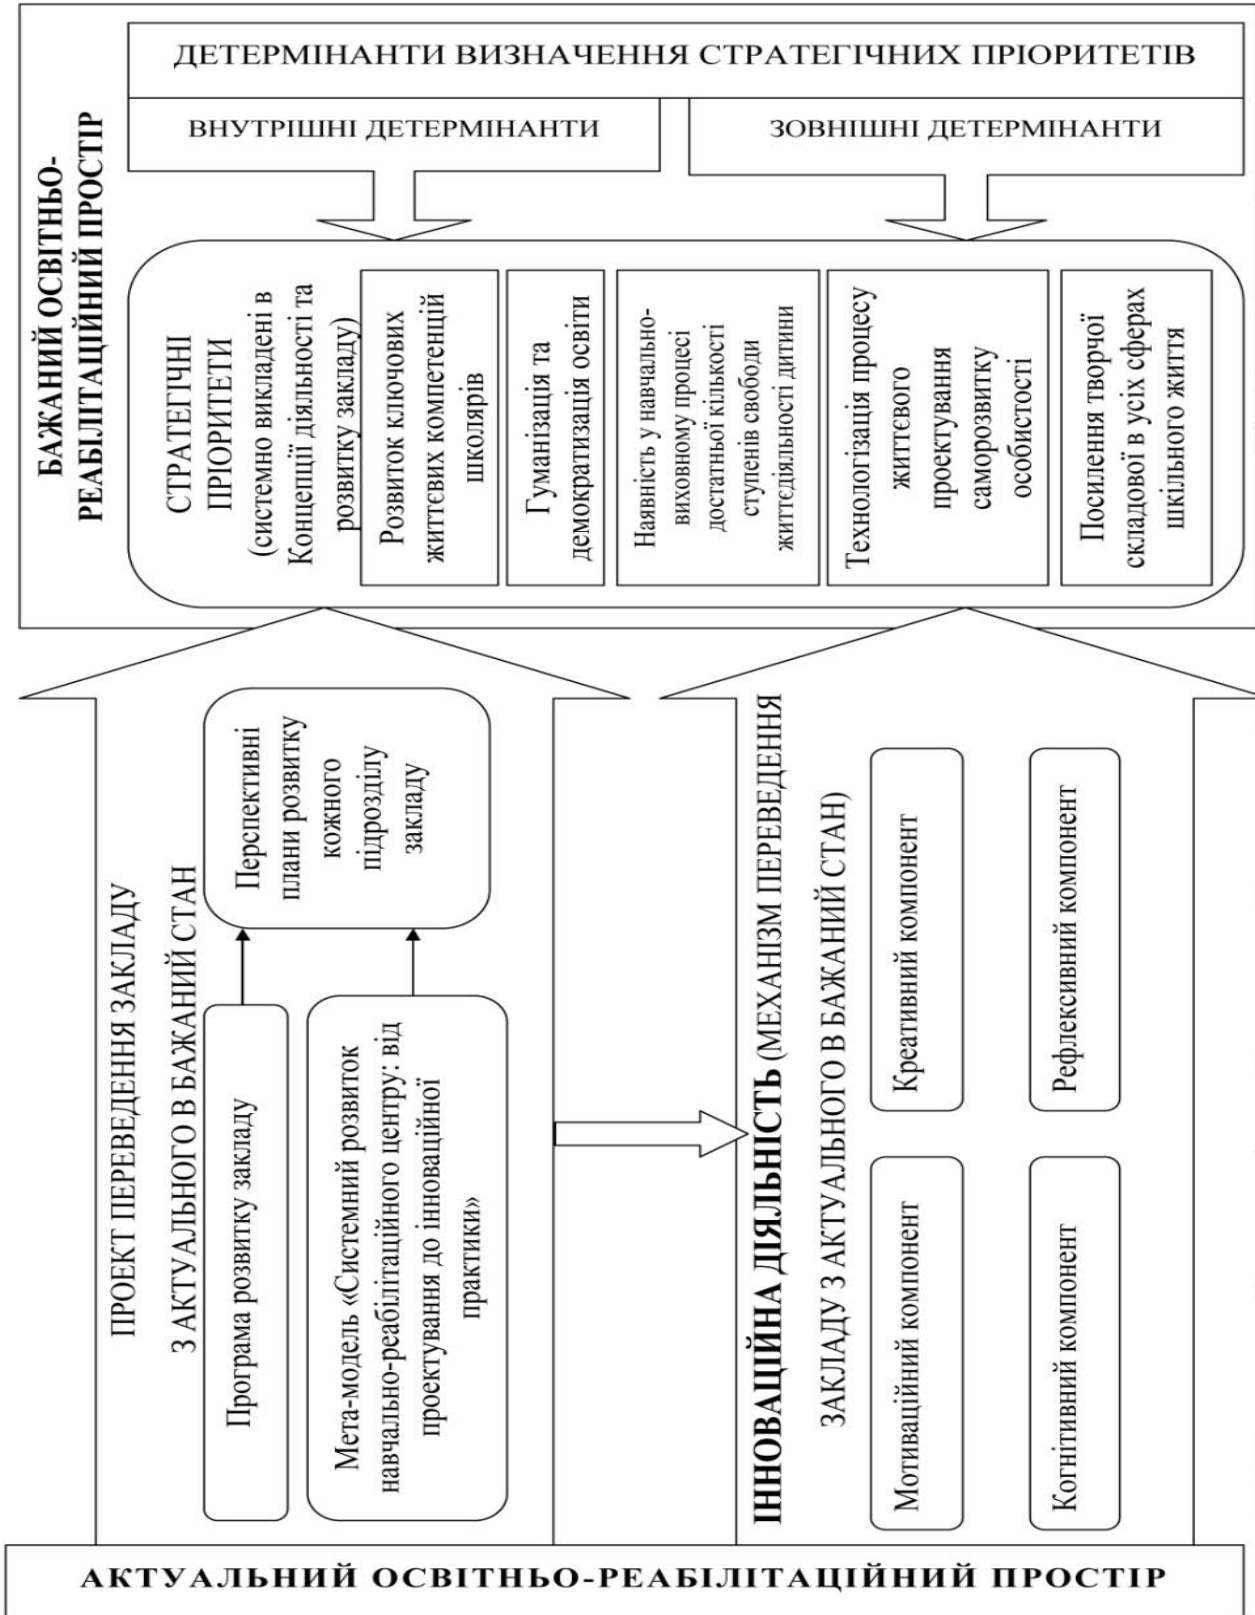 БАЖАНИЙ ОСВІТНЬО-
РЕАБІЛІТАЦІЙНИЙ ПРОСТІР
ДЕТЕРМІНАНТИ ВИЗНАЧЕННЯ СТРАТЕГІЧНИХ ПРІОРИТЕТІВ
ВНУТРІШНІ ДЕТЕРМІНАНТИ
ЗОВНІШНІ ДЕТЕРМІНАНТИ
СТРАТЕГІЧНІ
ПРІОРИТЕТИ
(системно викладені в
Концепції діяльності та
розвитку закладу)
Розвиток ключових
життєвих компетенцій
школярів
Гуманізація та
демократизація освіти
Наявність у навчально-
виховному процесі
достатньої кількості
ступенів свободи
життєдіяльності дитини
Технологізація процесу
життєвого
проектування
саморозвитку
особистості
Посилення творчої
складової в усіх сферах
шкільного життя
ПРОЕКТ ПЕРЕВЕДЕННЯ ЗАКЛАДУ
З АКТУАЛЬНОГО В БАЖАНИЙ СТАН
Програма розвитку закладу
Мета-модель «Системний розвиток
навчально-реабілітаційного центру: від
проектування до інноваційної
практики»
Перспективні
плани розвитку
кожного
підрозділу
закладу
ІННОВАЦІЙНА ДІЯЛЬНІСТЬ (МЕХАНІЗМ ПЕРЕВЕДЕННЯ
ЗАКЛАДУ З АКТУАЛЬНОГО В БАЖАНИЙ СТАН)
Мотиваційний компонент
Креативний компонент
Когнітивний компонент
Рефлексивний компонент
АКТУАЛЬНИЙ ОСВІТНЬО-РЕАБІЛІТАЦІЙНИЙ ПРОСТІР